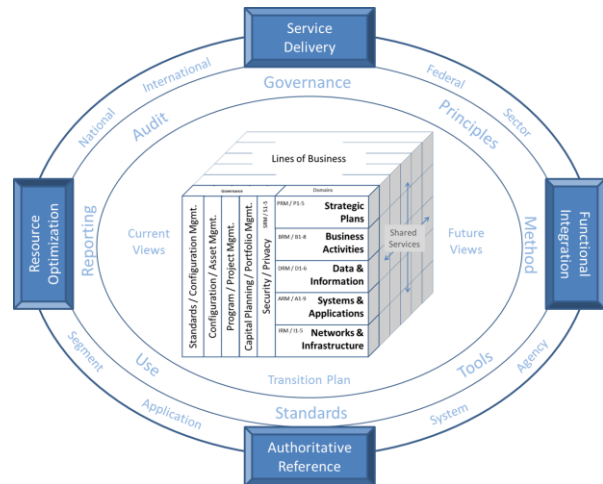 Service
Delivery
International
Federal
National
Governance
Sector
Audit
Principles
Lines of Business
Governance
Domains
Resource
Optimization
Reporting
Current
Views
Standards / Configuration Mgmt.
Configuration / Asset Mgmt.
Program / Project Mgmt.
Capital Planning / Portfolio Mgmt.
Security / Privacy
SRM / S1-5
PRM / P1-5
Strategic
Plans
BRM / B1-8
Business
Activities
DRM / D1-6
Data &
Information
ARM / A1-9
Systems &
Applications
IRM / I1-5
Networks &
Infrastructure
Shared
Services
Future
Views
Method
Functional
Integration
Segment
Use
Transition Plan
Tools
Agency
Application
Standards
System
Authoritative
Reference